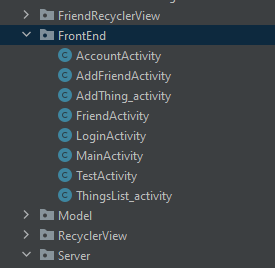 FriendRecyclerView
FrontEnd
AccountActivity
AddFriendActivity
AddThing_activity
FriendActivity
LoginActivity
MainActivity
TestActivity
ThingsList_activity
Model
RecyclerView
Server